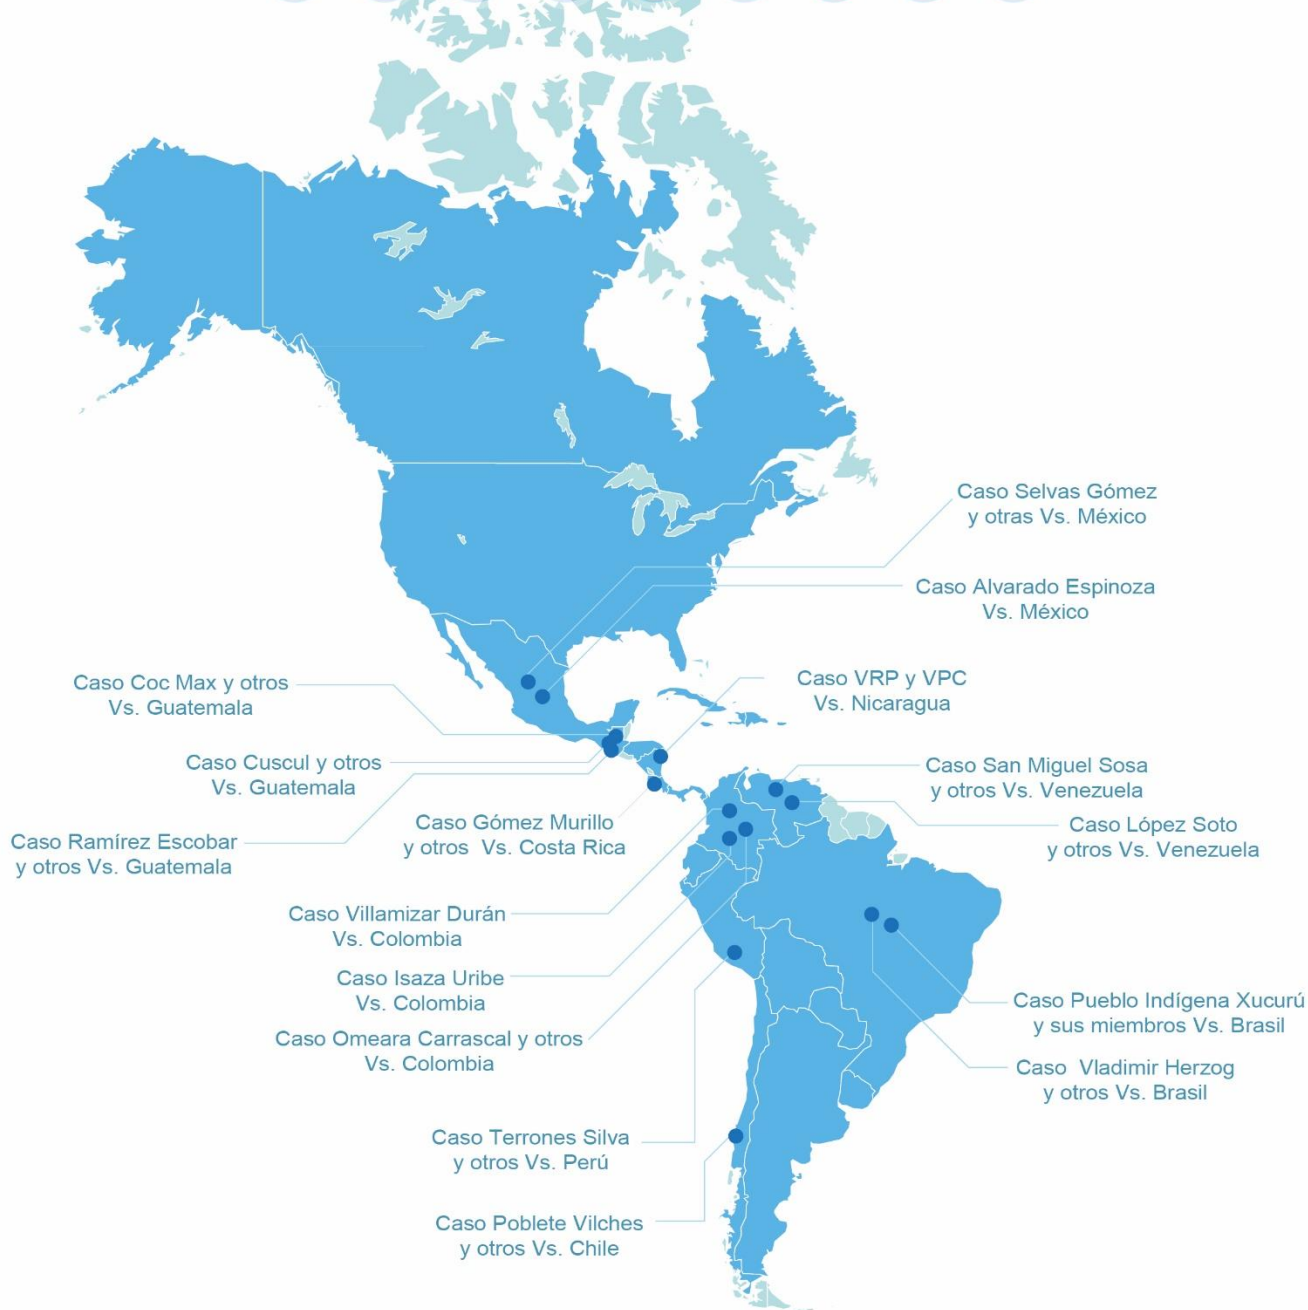 Caso Selvas Gómez
y otras Vs. México
Caso Alvarado Espinoza
Vs. México
Caso VRP y VPC
Vs. Nicaragua
Caso Coc Max y otros
Vs. Guatemala
Caso Cuscul y otros
Vs. Guatemala
Caso San Miguel Sosa
y otros Vs. Venezuela
Caso Gómez Murillo
y otros Vs. Costa Rica
Caso López Soto
y otros Vs. Venezuela
Caso Ramírez Escobar
y otros Vs. Guatemala
Caso Villamizar Durán
Vs. Colombia
Caso Isaza Uribe
Vs. Colombia
Caso Pueblo Indígena Xucurú
y sus miembros Vs. Brasil
Caso Omeara Carrascal y otros
Vs. Colombia
Caso Vladimir Herzog
y otros Vs. Brasil
Caso Terrones Silva
y otros Vs. Perú
Caso Poblete Vilches
y otros Vs. Chile